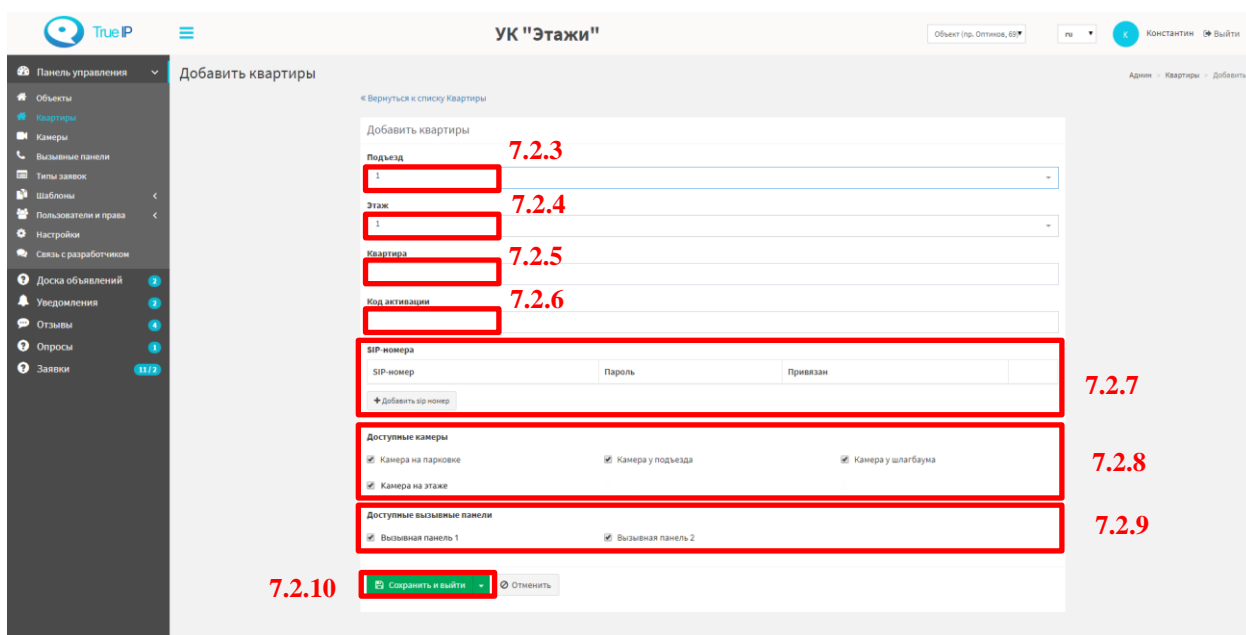 True IP
УК "Этажи"
Объект (пр. Оптиков, 69)
ru
К
Константин
Выйти
Панель управления
Объекты
Квартиры
Камеры
Вызывные панели
Типы заявок
Шаблоны
Пользователи и права
Настройки
Связь с разработчиком
Доска объявлений 2
Уведомления 2
Отзывы 4
Опросы 1
Заявки 11/2
Добавить квартиры
Админ > Квартиры > Добавить
« Вернуться к списку Квартиры
Добавить квартиры
Подъезд 7.2.3
1
Этаж 7.2.4
1
Квартира 7.2.5
Код активации 7.2.6
SIP-номера
SIP-номер Пароль Привязан
Добавить sip номер
7.2.7
Доступные камеры
Камера на парковке Камера у подъезда Камера у шлагбаума
Камера на этаже
7.2.8
Доступные вызывные панели
Вызывная панель 1 Вызывная панель 2
7.2.9
7.2.10
Сохранить и выйти Отменить